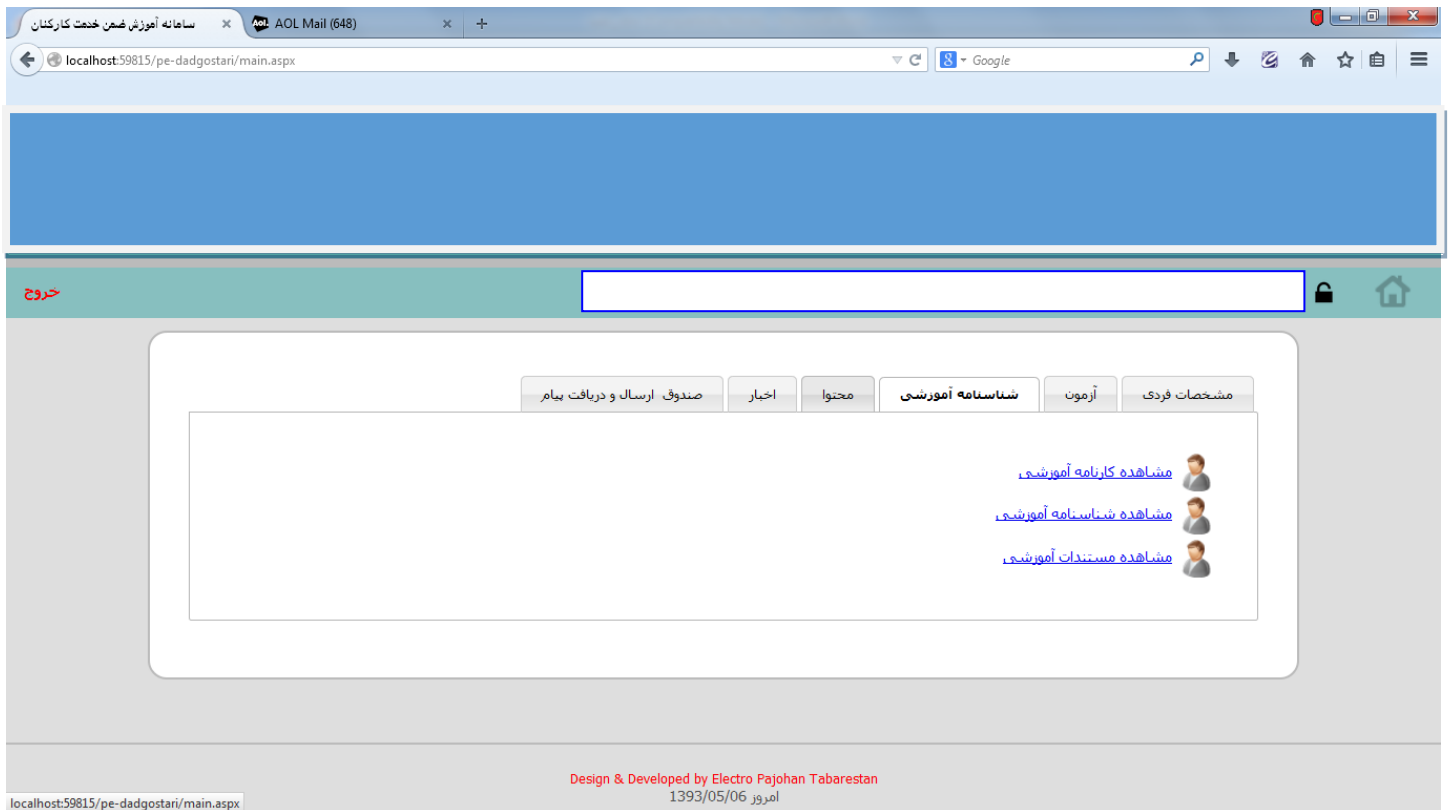 سامانه آموزش ضمن خدمت کارکنان
AOL Mail (648)
localhost:59815/pe-dadgostari/main.aspx
Google
خروج
مشخصات فردی
آزمون
شناسنامه آموزشی
محتوا
اخبار
صندوق ارسال و دریافت پیام
مشاهده کارنامه آموزشی
مشاهده شناسنامه آموزشی
مشاهده مستندات آموزشی
Design & Developed by Electro Pajohan Tabarestan
امروز 1393/05/06
localhost:59815/pe-dadgostari/main.aspx